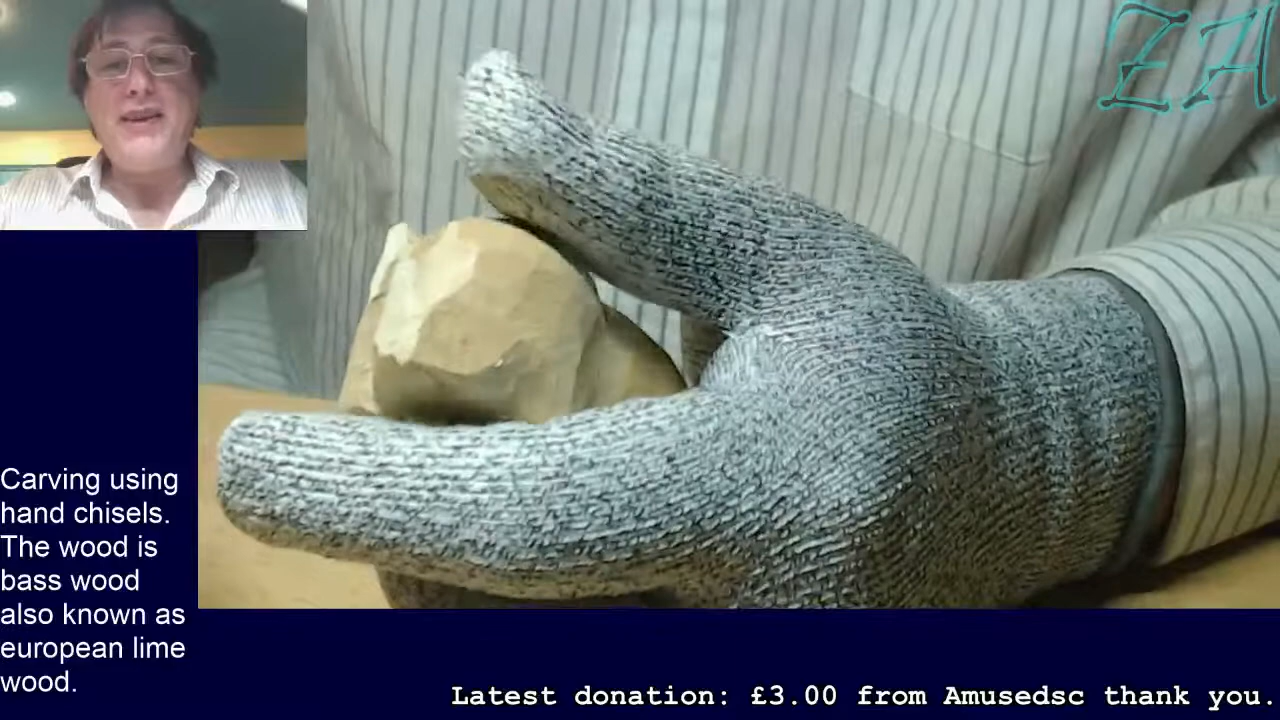 ZA
Carving using
hand chisels.
The wood is
bass wood
also known as
european lime
wood.
Latest donation: £3.00 from Amusedsc thank you.